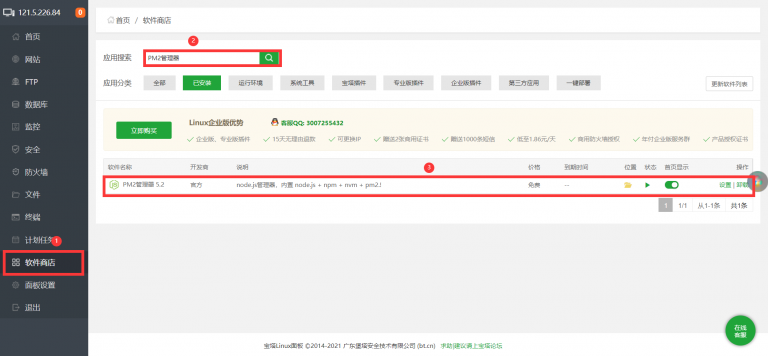 121.5.226.84 0
首页 / 软件商店
首页
网站
FTP
数据库
监控
安全
防火墙
文件
终端
计划任务 1
软件商店
面板设置
退出
2
应用搜索 PM2管理器
应用分类 全部 已安装 运行环境 系统工具 宝塔插件 专业版插件 企业版插件 第三方应用 一键部署 更新软件列表
立即购买 Linux企业版优势 客服QQ: 3007255432
企业版、专业版插件 15天无理由退款 可更换IP 赠送2张商用证书 赠送1000条短信 低至1.86元/天 商用防火墙授权 年付企业版服务群 产品授权证书
3
软件名称 开发商 说明 价格 到期时间 位置 状态 首页显示 操作
PM2管理器 5.2 官方 node.js管理器，内置 node.js + npm + nvm + pm2.! 免费 -- 设置 | 卸载
1 1/1 从1-1条 共1条
在线
客服
宝塔Linux面板 ©2014-2021 广东堡塔安全技术有限公司 (bt.cn) 求助|建议请上宝塔论坛